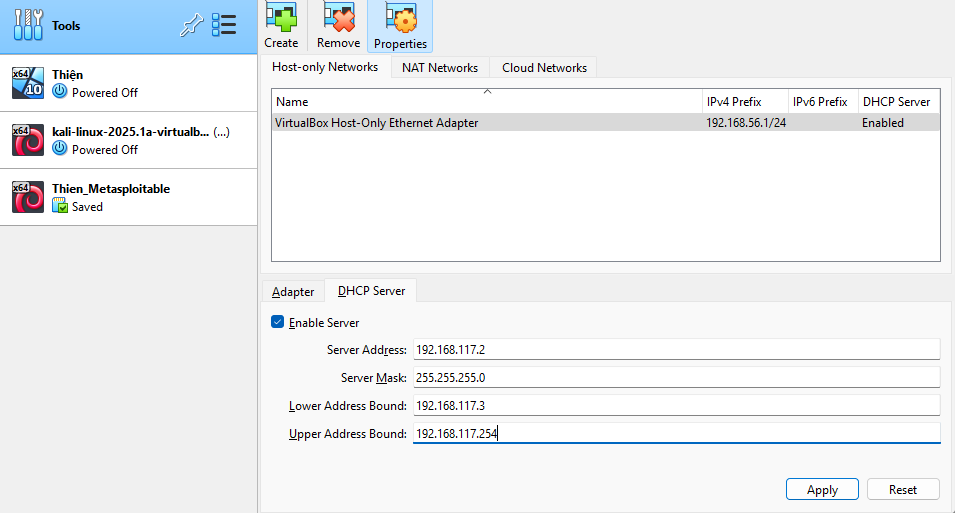 Tools
x64
10
Thiện
Powered Off
x64
kali-linux-2025.1a-virtualb... (...)
Powered Off
x64
Thien_Metasploitable
Saved
Create
Remove
Properties
Host-only Networks
NAT Networks
Cloud Networks
Name
IPv4 Prefix
IPv6 Prefix
DHCP Server
VirtualBox Host-Only Ethernet Adapter
192.168.56.1/24
Enabled
Adapter
DHCP Server
Enable Server
Server Address: 192.168.117.2
Server Mask: 255.255.255.0
Lower Address Bound: 192.168.117.3
Upper Address Bound: 192.168.117.254
Apply
Reset